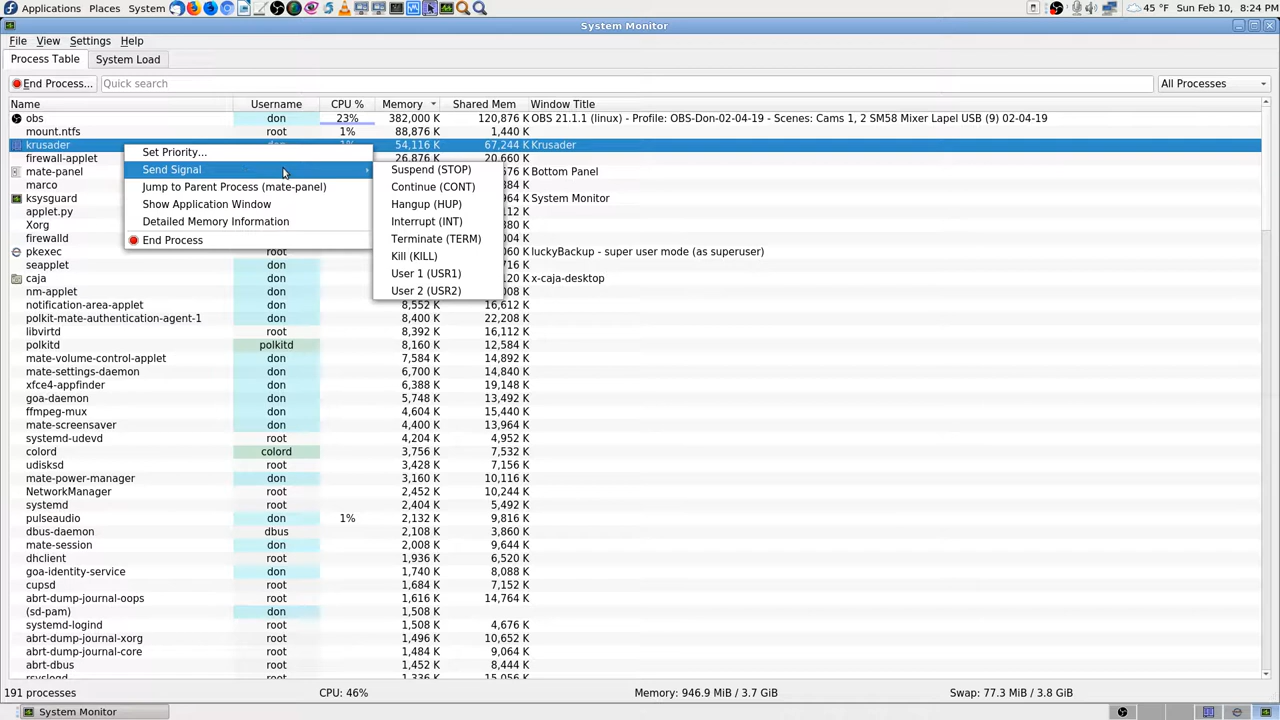 Applications Places System 45 °F Sun Feb 10, 8:24 PM
System Monitor
File View Settings Help
Process Table System Load
End Process... Quick search All Processes
Name Username CPU % Memory Shared Mem Window Title
obs don 23% 382,000 K 120,876 K OBS 21.1.1 (linux) - Profile: OBS-Don-02-04-19 - Scenes: Cams 1, 2 SM58 Mixer Lapel USB (9) 02-04-19
mount.ntfs root 1% 88,876 K 1,440 K
krusader 54,116 K 67,244 K Krusader
firewall-applet 26,876 K 20,660 K
mate-panel Bottom Panel
marco
ksysguard System Monitor
applet.py
Xorg
firewalld
pkexec root luckyBackup - super user mode (as superuser)
seapplet don
caja don x-caja-desktop
nm-applet don
notification-area-applet don 8,552 K 16,612 K
polkit-mate-authentication-agent-1 don 8,400 K 22,208 K
libvirtd root 8,392 K 16,112 K
polkitd polkitd 8,160 K 12,584 K
mate-volume-control-applet don 7,584 K 14,892 K
mate-settings-daemon don 6,700 K 14,840 K
xfce4-appfinder don 6,388 K 19,148 K
goa-daemon don 5,748 K 13,492 K
ffmpeg-mux don 4,604 K 15,440 K
mate-screensaver don 4,400 K 13,964 K
systemd-udevd root 4,204 K 4,952 K
colord colord 3,756 K 7,532 K
udisksd root 3,428 K 7,156 K
mate-power-manager don 3,160 K 10,116 K
NetworkManager root 2,452 K 10,244 K
systemd root 2,404 K 5,492 K
pulseaudio don 1% 2,132 K 9,816 K
dbus-daemon dbus 2,108 K 3,860 K
mate-session don 2,008 K 9,644 K
dhclient root 1,936 K 6,520 K
goa-identity-service don 1,740 K 8,088 K
cupsd root 1,684 K 7,152 K
abrt-dump-journal-oops root 1,616 K 14,764 K
(sd-pam) don 1,508 K
systemd-logind root 1,508 K 4,676 K
abrt-dump-journal-xorg root 1,496 K 10,652 K
abrt-dump-journal-core root 1,484 K 9,064 K
abrt-dbus root 1,452 K 8,444 K
rsyslogd root 1,372 K 15,056 K
Set Priority...
Send Signal
Jump to Parent Process (mate-panel)
Show Application Window
Detailed Memory Information
End Process
Suspend (STOP)
Continue (CONT)
Hangup (HUP)
Interrupt (INT)
Terminate (TERM)
Kill (KILL)
User 1 (USR1)
User 2 (USR2)
191 processes CPU: 46% Memory: 946.9 MiB / 3.7 GiB Swap: 77.3 MiB / 3.8 GiB
System Monitor